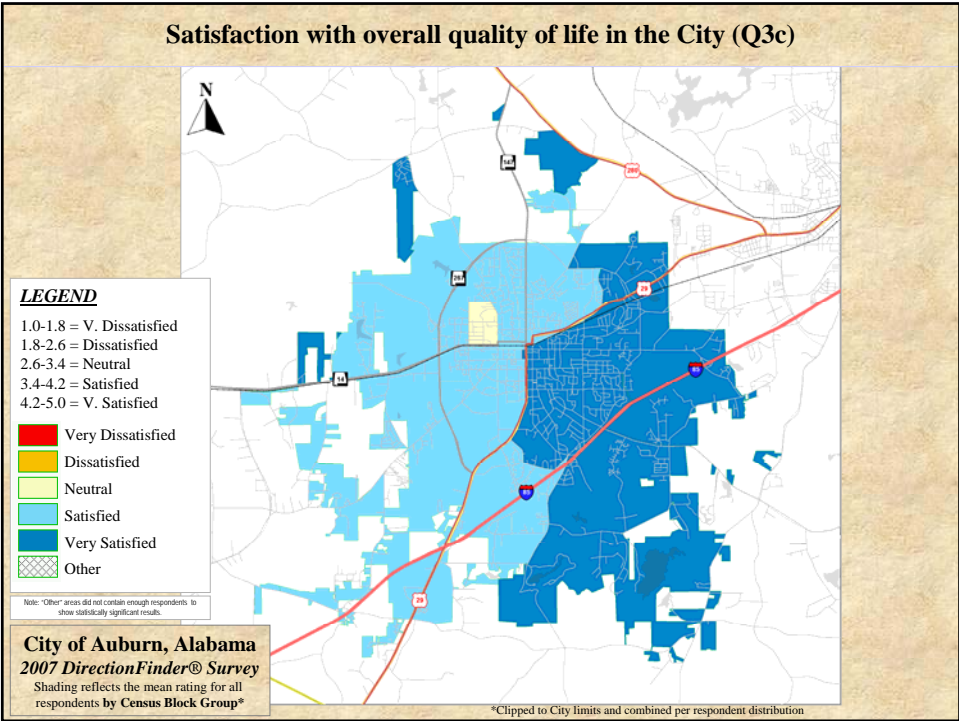 Satisfaction with overall quality of life in the City (Q3c)
N
147
280
267
29
85
14
85
29
LEGEND
1.0-1.8 = V. Dissatisfied
1.8-2.6 = Dissatisfied
2.6-3.4 = Neutral
3.4-4.2 = Satisfied
4.2-5.0 = V. Satisfied
Very Dissatisfied
Dissatisfied
Neutral
Satisfied
Very Satisfied
Other
Note: "Other" areas did not contain enough respondents to
show statistically significant results.
City of Auburn, Alabama
2007 DirectionFinder® Survey
Shading reflects the mean rating for all
respondents by Census Block Group*
*Clipped to City limits and combined per respondent distribution